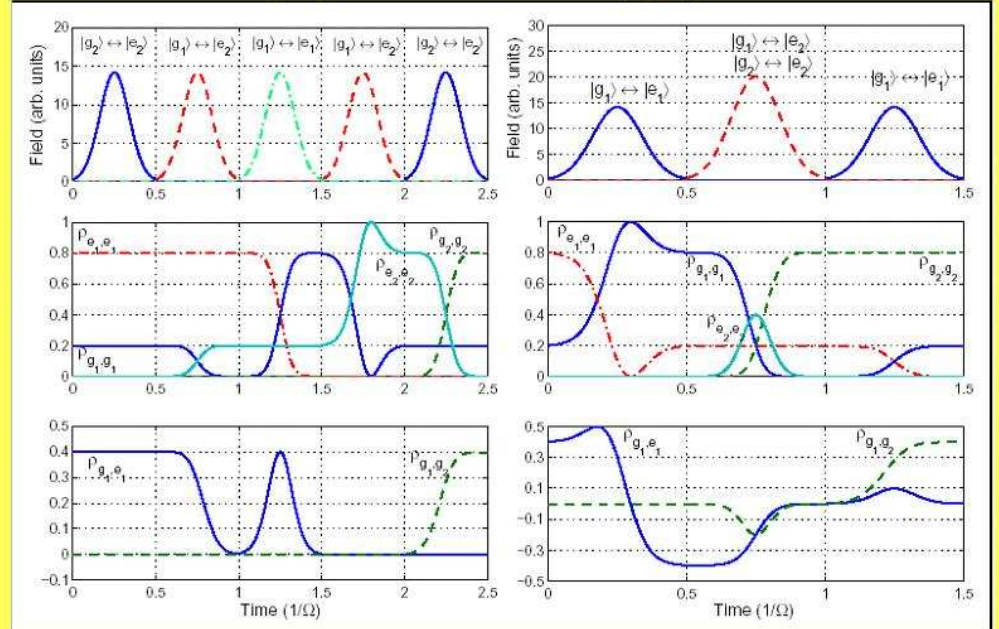 |g₂⟩ ↔ |e₂⟩ |g₁⟩ ↔ |e₂⟩ |g₁⟩ ↔ |e₁⟩ |g₁⟩ ↔ |e₂⟩ |g₂⟩ ↔ |e₂⟩
Field (arb. units)
20
15
10
5
0
0 0.5 1 1.5 2 2.5
|g₁⟩ ↔ |e₂⟩
|g₂⟩ ↔ |e₂⟩
|g₁⟩ ↔ |e₁⟩ |g₁⟩ ↔ |e₁⟩
Field (arb. units)
30
25
20
15
10
5
0
0 0.5 1 1.5
ρe₁,e₁ ρg₂,g₂
ρe₂,e₂
ρg₁,g₁
1
0.8
0.6
0.4
0.2
0
0 0.5 1 1.5 2 2.5
ρe₁,e₁ ρg₁,g₁ ρg₂,g₂
ρe₂,e
1
0.8
0.6
0.4
0.2
0
0 0.5 1 1.5
ρg₁,e₁ ρg₁,g₂
0.5
0.4
0.3
0.2
0.1
0
−0.1
0 0.5 1 1.5 2 2.5
Time (1/Ω)
ρg₁,e₁ ρg₁,g₂
0.5
0.3
0.1
−0.1
−0.3
−0.5
0 0.5 1 1.5
Time (1/Ω)